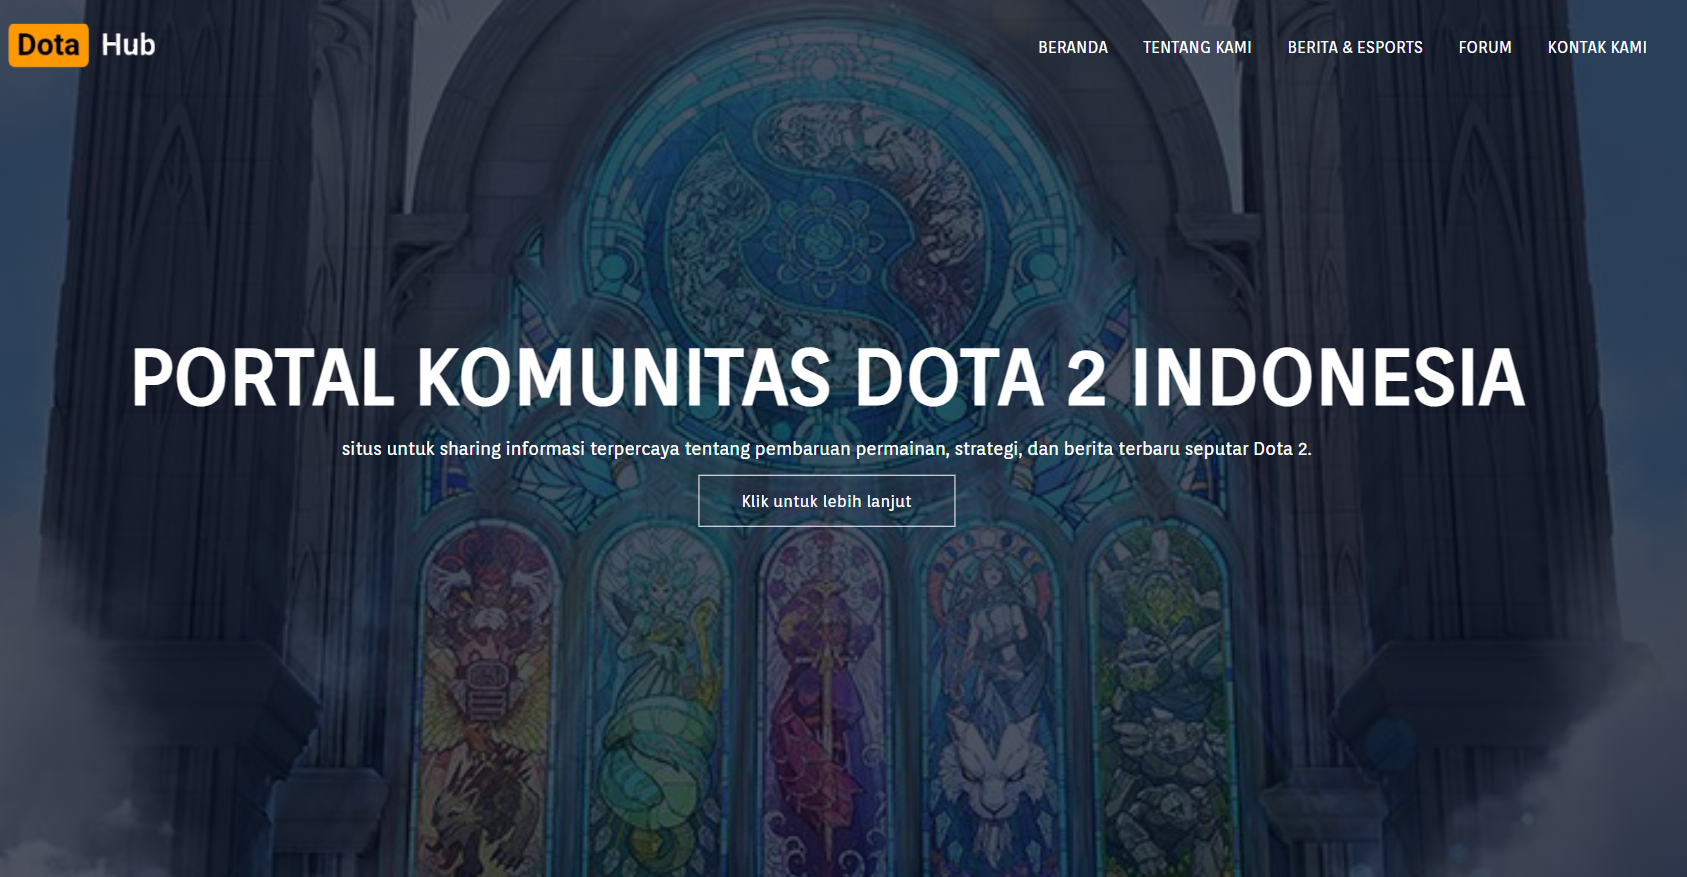 Dota Hub
BERANDA TENTANG KAMI BERITA & ESPORTS FORUM KONTAK KAMI
PORTAL KOMUNITAS DOTA 2 INDONESIA
situs untuk sharing informasi terpercaya tentang pembaruan permainan, strategi, dan berita terbaru seputar Dota 2.
Klik untuk lebih lanjut